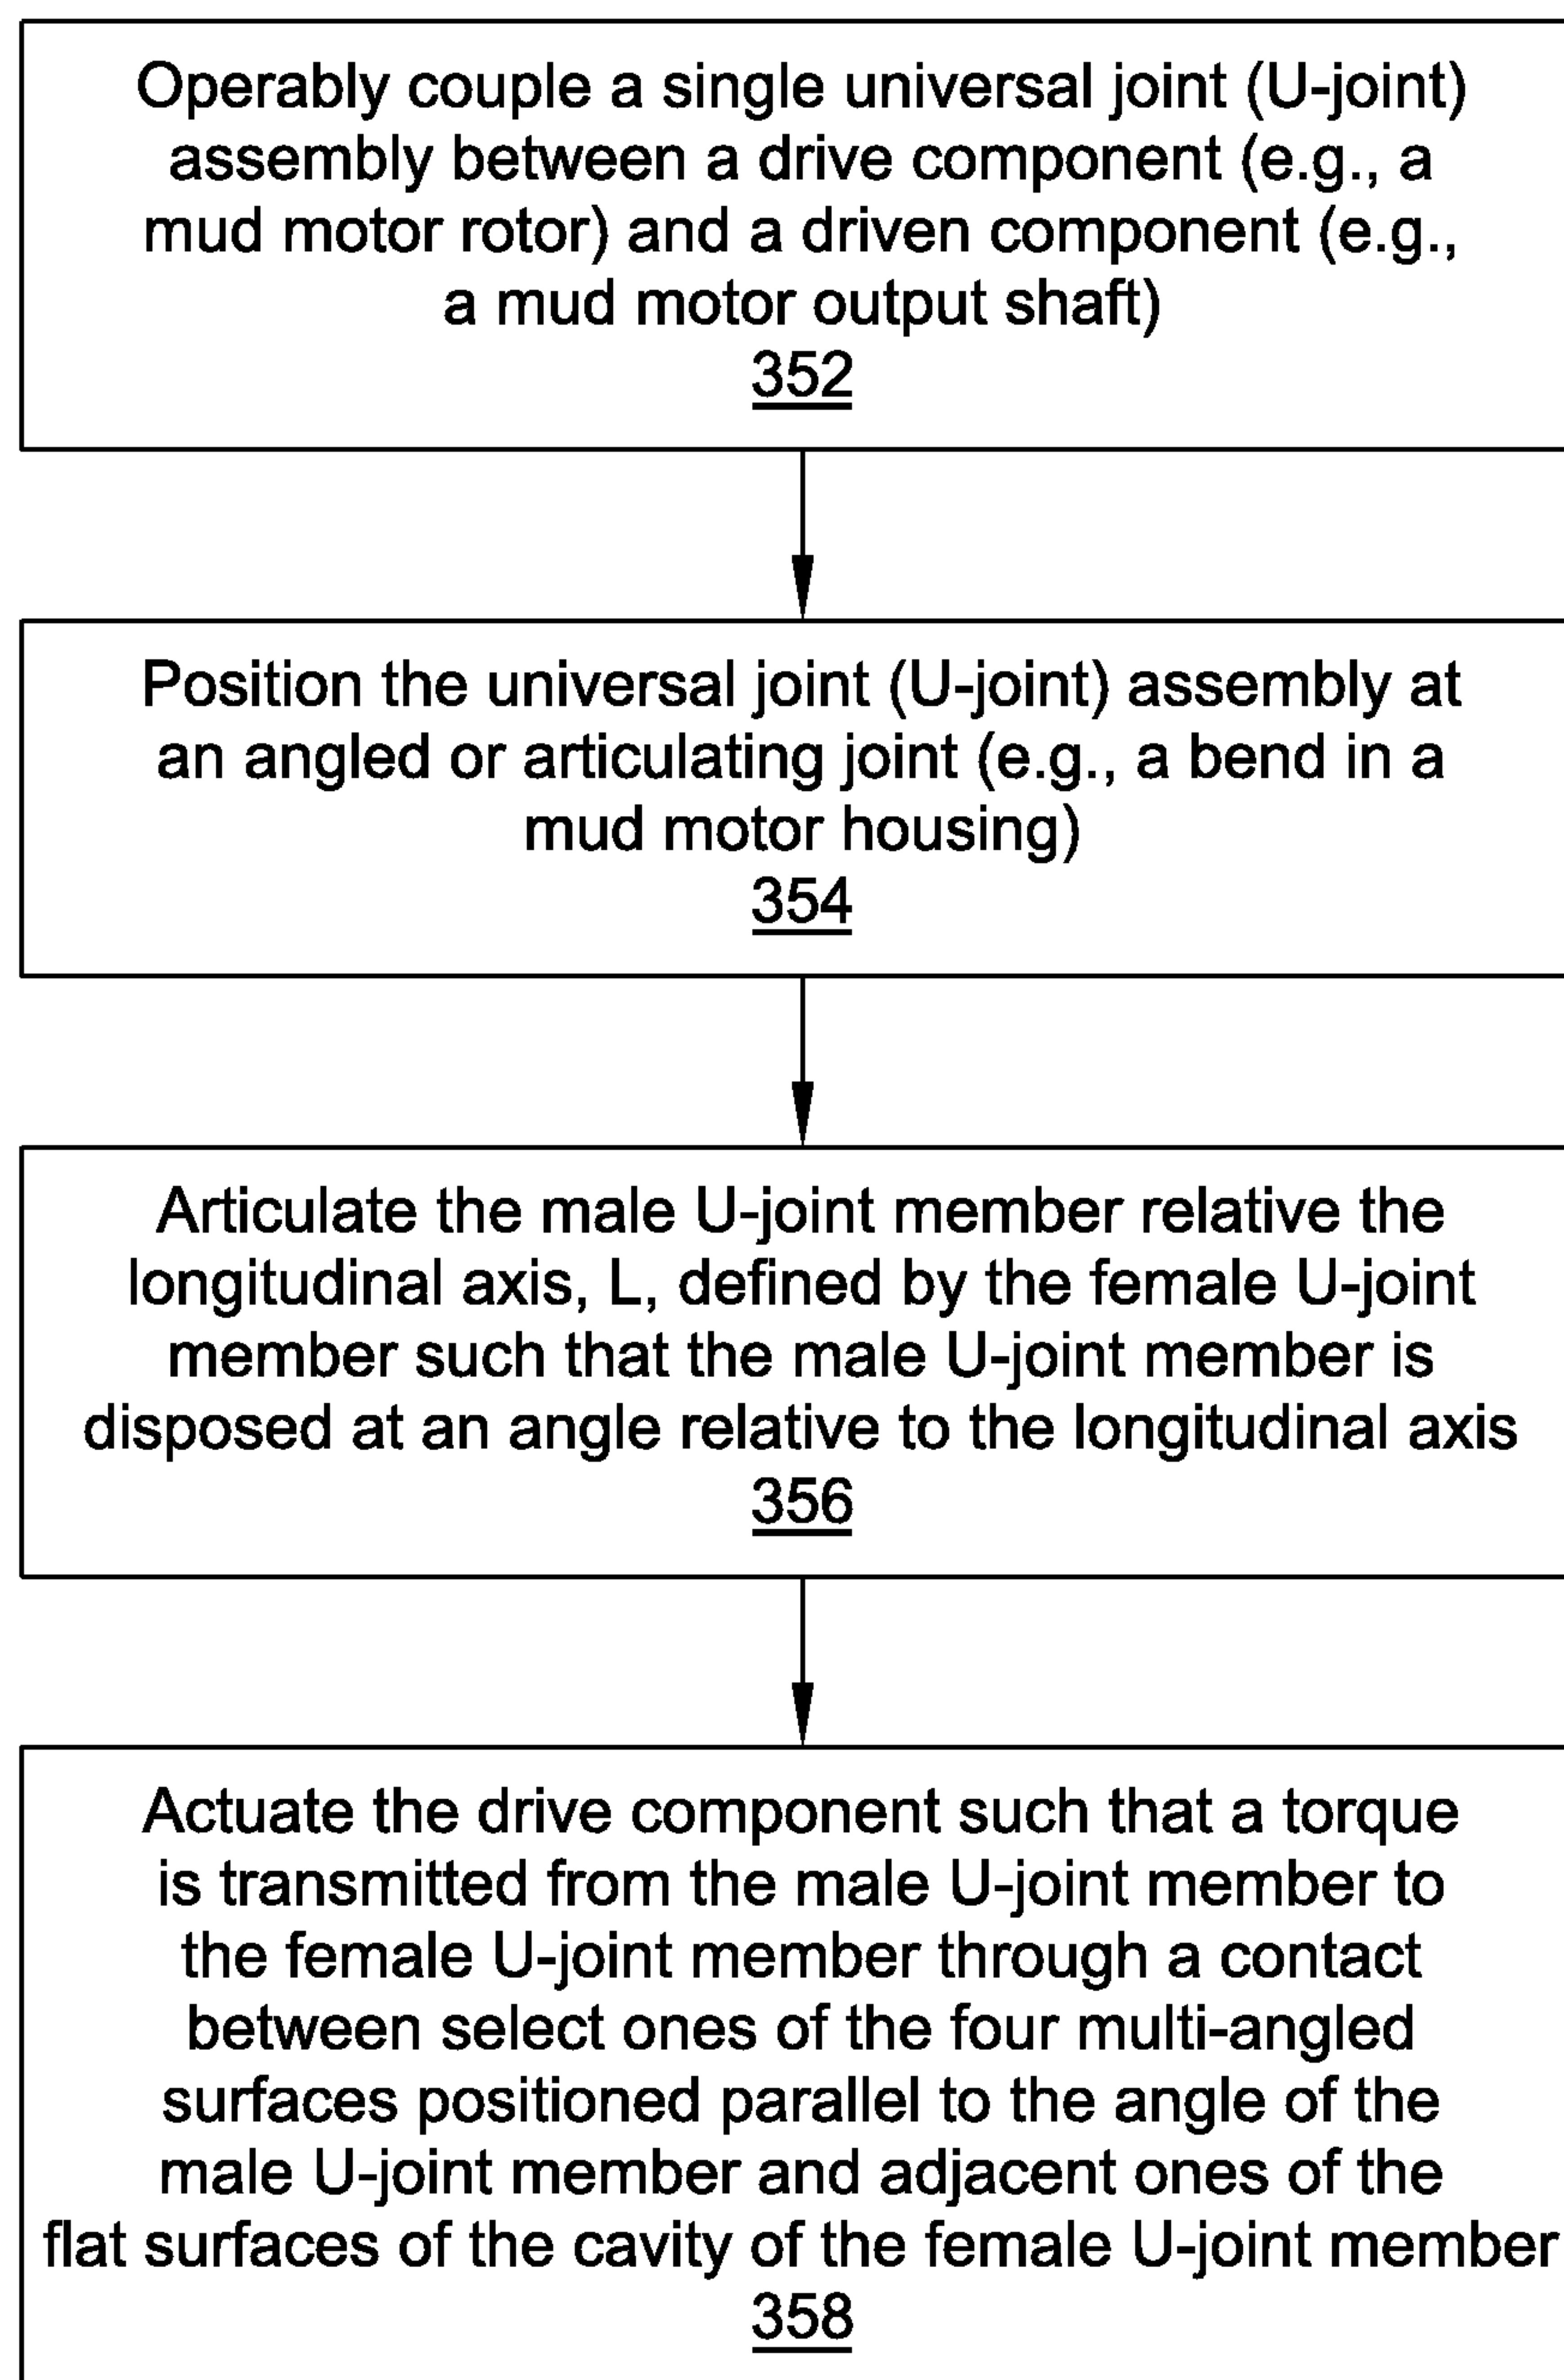 Operably couple a single universal joint (U-joint)
assembly between a drive component (e.g., a
mud motor rotor) and a driven component (e.g.,
a mud motor output shaft)
352
Position the universal joint (U-joint) assembly at
an angled or articulating joint (e.g., a bend in a
mud motor housing)
354
Articulate the male U-joint member relative the
longitudinal axis, L, defined by the female U-joint
member such that the male U-joint member is
disposed at an angle relative to the longitudinal axis
356
Actuate the drive component such that a torque
is transmitted from the male U-joint member to
the female U-joint member through a contact
between select ones of the four multi-angled
surfaces positioned parallel to the angle of the
male U-joint member and adjacent ones of the
flat surfaces of the cavity of the female U-joint member
358